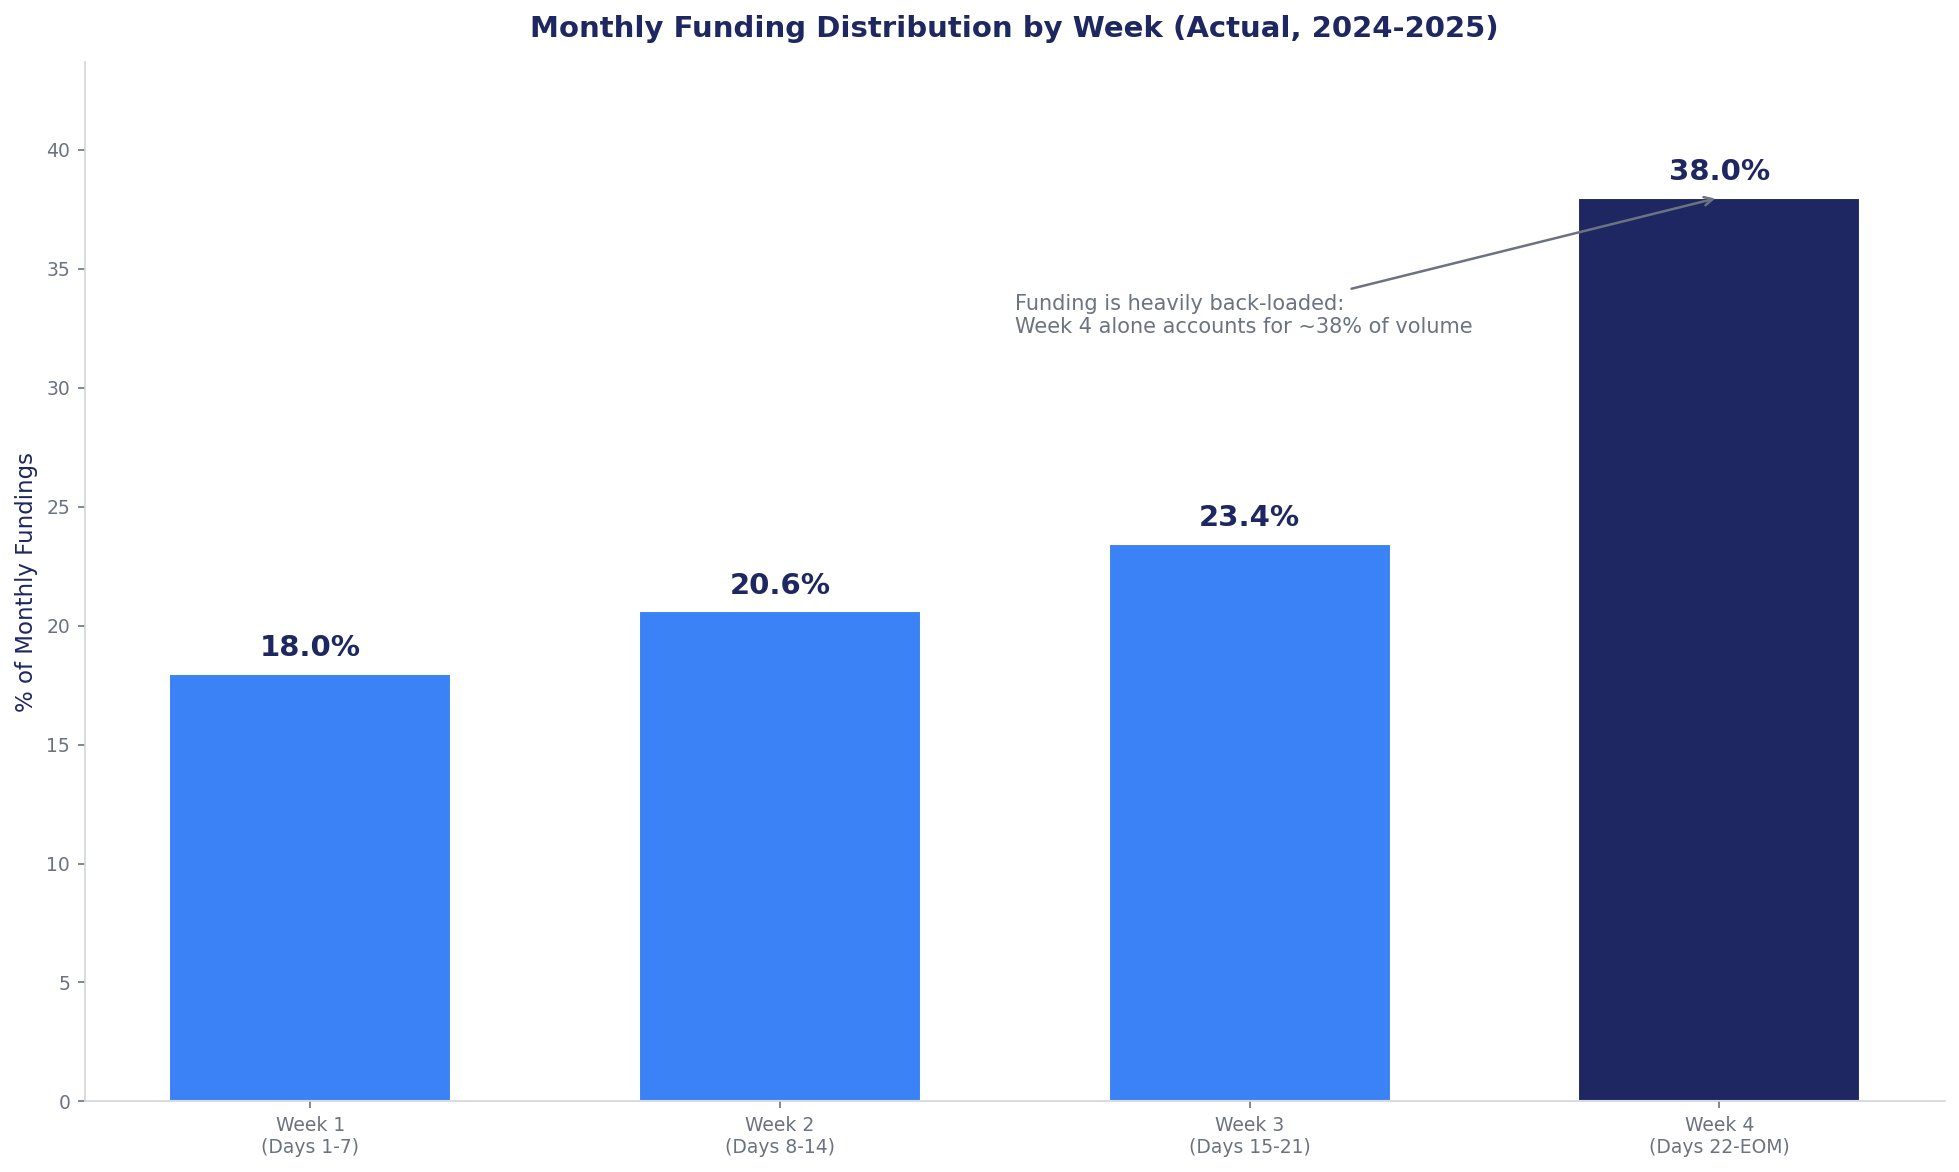 Monthly Funding Distribution by Week (Actual, 2024-2025)
% of Monthly Fundings
40
35
30
25
20
15
10
5
0
18.0%
20.6%
23.4%
38.0%
Funding is heavily back-loaded:
Week 4 alone accounts for ~38% of volume
Week 1
(Days 1-7)
Week 2
(Days 8-14)
Week 3
(Days 15-21)
Week 4
(Days 22-EOM)